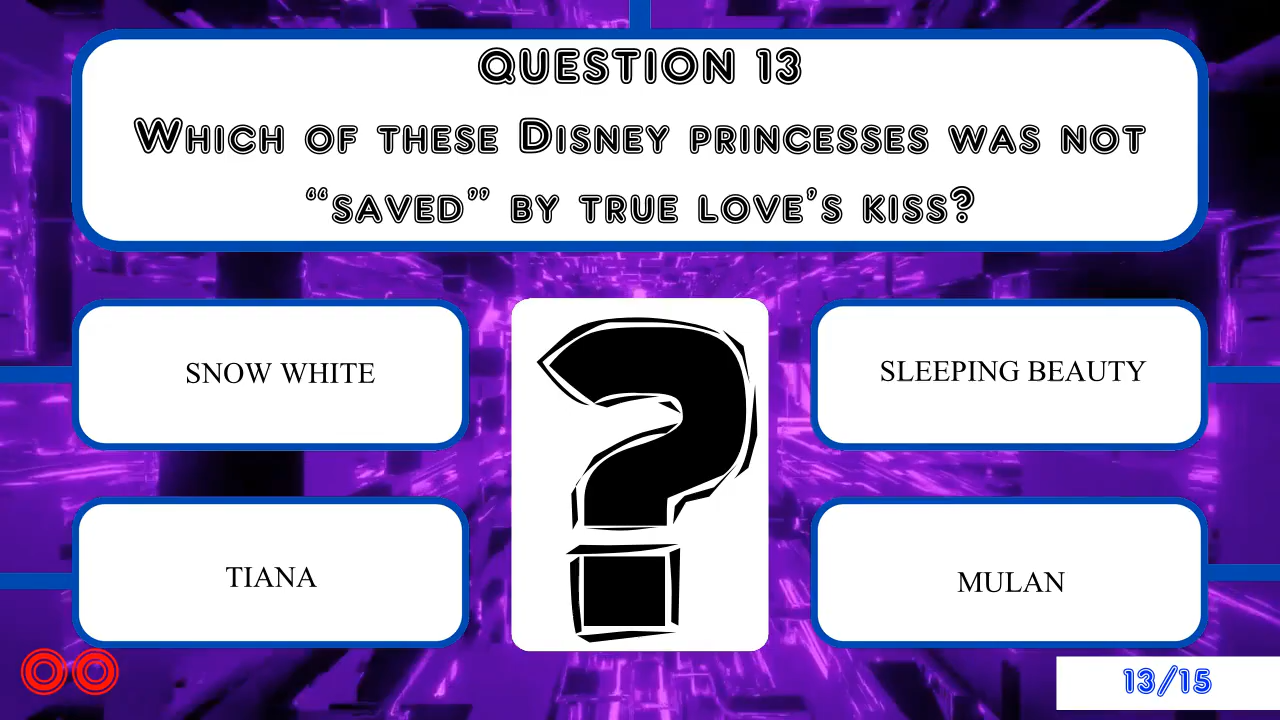 QUESTION 13
Which of these Disney princesses was not
“saved” by true love’s kiss?
SNOW WHITE
SLEEPING BEAUTY
TIANA
MULAN
00
13/15